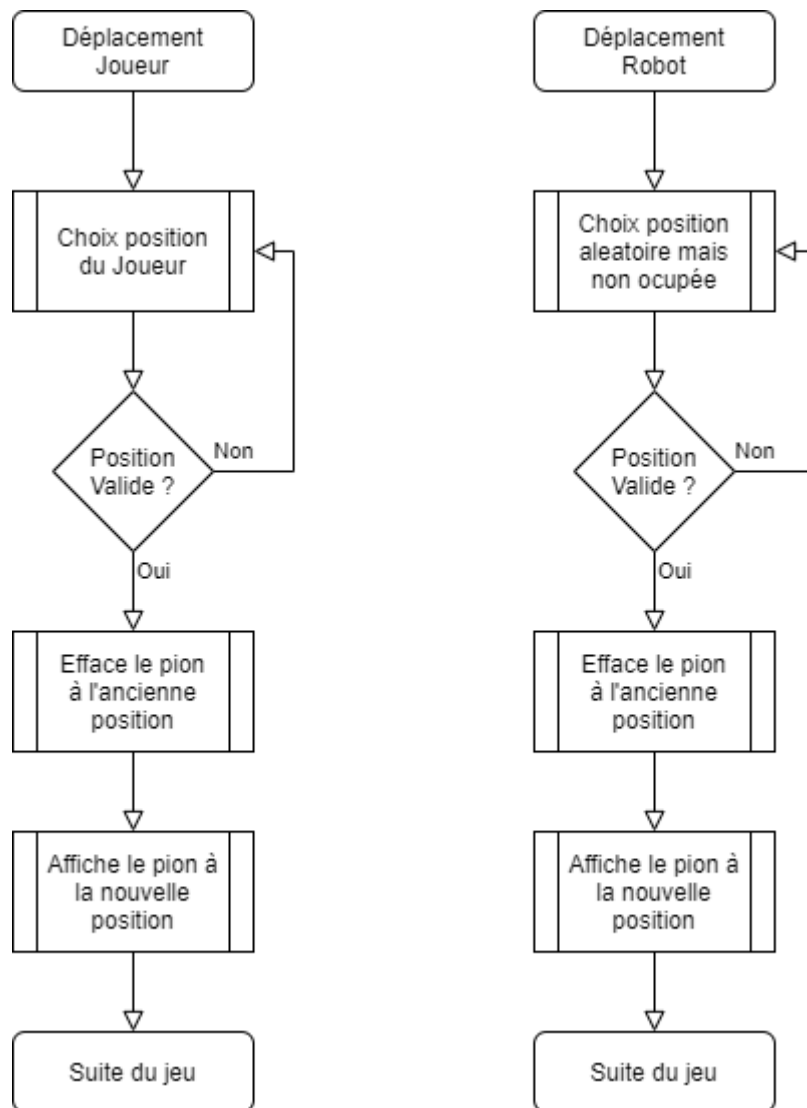 Déplacement
Joueur
Choix position
du Joueur
Position
Valide ?
Non
Oui
Efface le pion
à l'ancienne
position
Affiche le pion à
la nouvelle
position
Suite du jeu
Déplacement
Robot
Choix position
aleatoire mais
non ocupée
Position
Valide ?
Non
Oui
Efface le pion
à l'ancienne
position
Affiche le pion à
la nouvelle
position
Suite du jeu